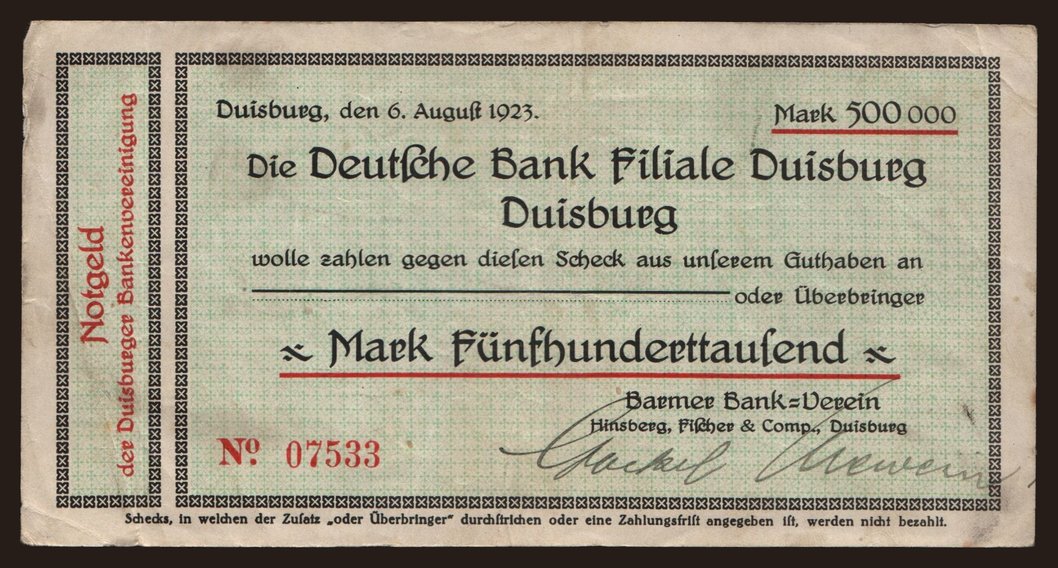 Notgeld
der Duisburger Bankenvereinigung
Duisburg, den 6. Auguſt 1923.
Mark 500 000
Die Deutſche Bank Filiale Duisburg
Duisburg
wolle zahlen gegen dieſen Scheck aus unſerem Guthaben an
oder Überbringer
Mark Fünfhunderttauſend
Barmer Bank=Verein
Hinsberg, Fiſcher & Comp., Duisburg
No. 07533
Schecks, in welchen der Zuſatz „oder Überbringer“ durchſtrichen oder eine Zahlungsfriſt angegeben iſt, werden nicht bezahlt.